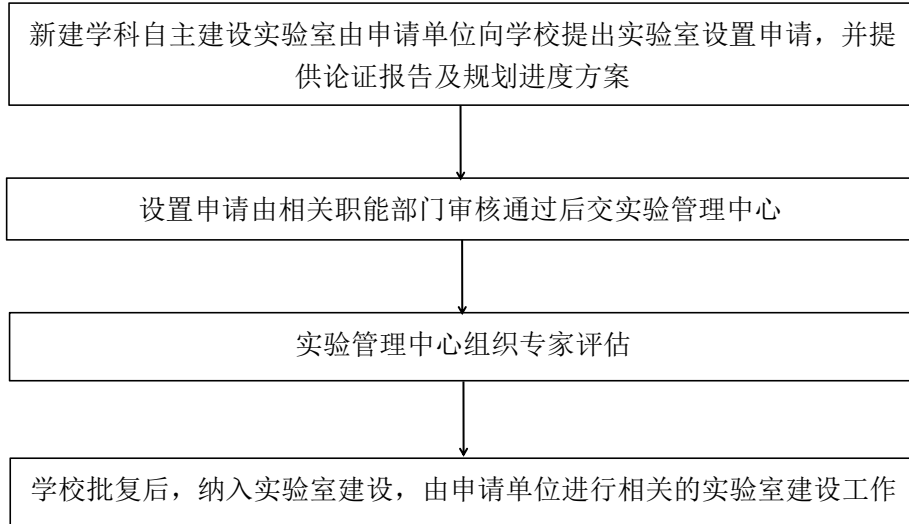 新建学科自主建设实验室由申请单位向学校提出实验室设置申请，并提
供论证报告及规划进度方案
设置申请由相关职能部门审核通过后交实验管理中心
实验管理中心组织专家评估
学校批复后，纳入实验室建设，由申请单位进行相关的实验室建设工作